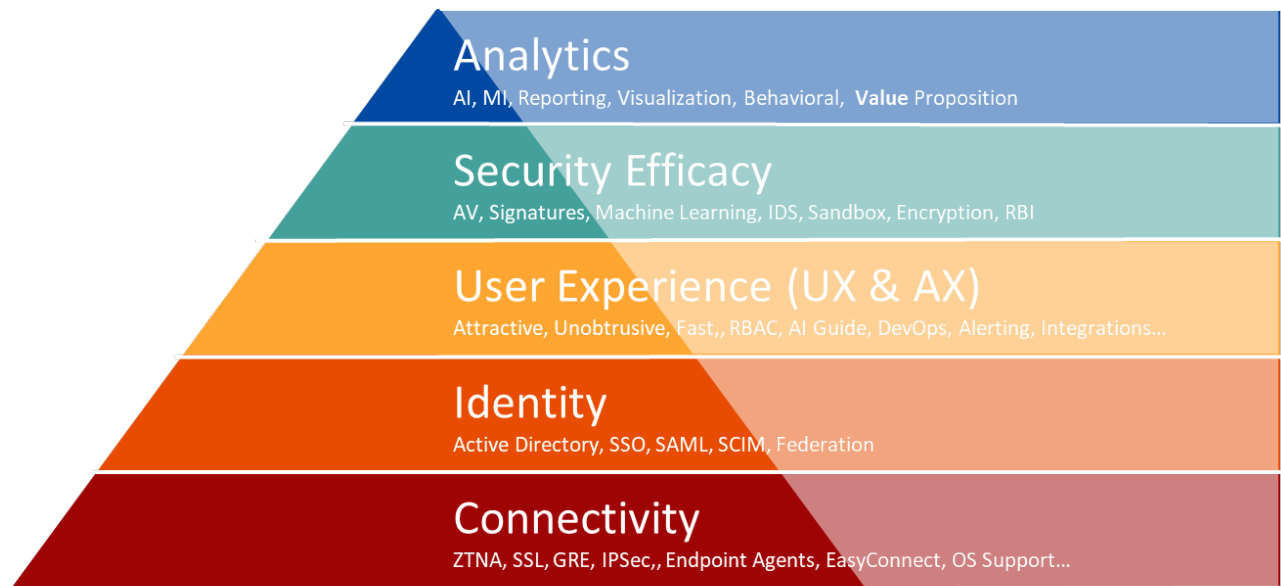 Analytics
AI, MI, Reporting, Visualization, Behavioral, Value Proposition
Security Efficacy
AV, Signatures, Machine Learning, IDS, Sandbox, Encryption, RBI
User Experience (UX & AX)
Attractive, Unobtrusive, Fast,, RBAC, AI Guide, DevOps, Alerting, Integrations...
Identity
Active Directory, SSO, SAML, SCIM, Federation
Connectivity
ZTNA, SSL, GRE, IPSec,, Endpoint Agents, EasyConnect, OS Support...